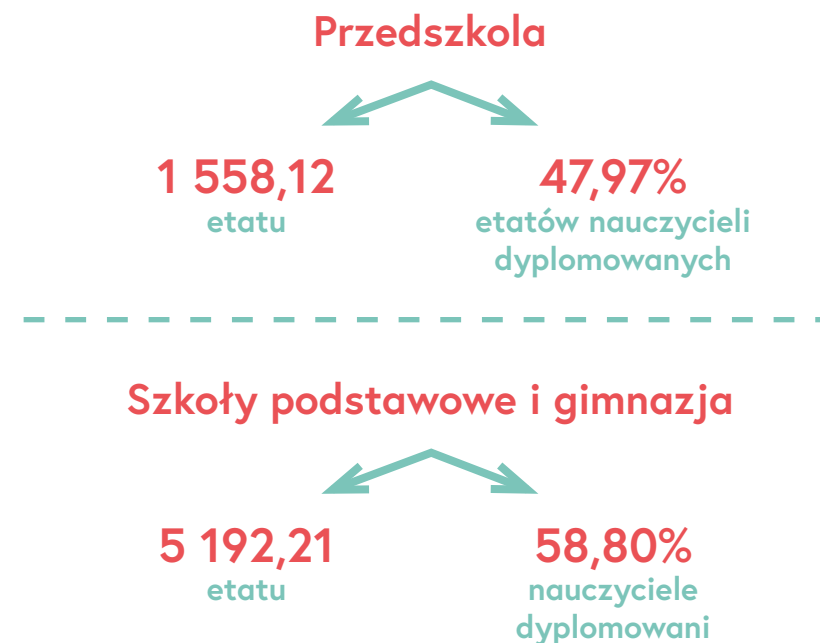 Przedszkola
1 558,12
etatu
47,97%
etatów nauczycieli
dyplomowanych
Szkoły podstawowe i gimnazja
5 192,21
etatu
58,80%
nauczyciele
dyplomowani